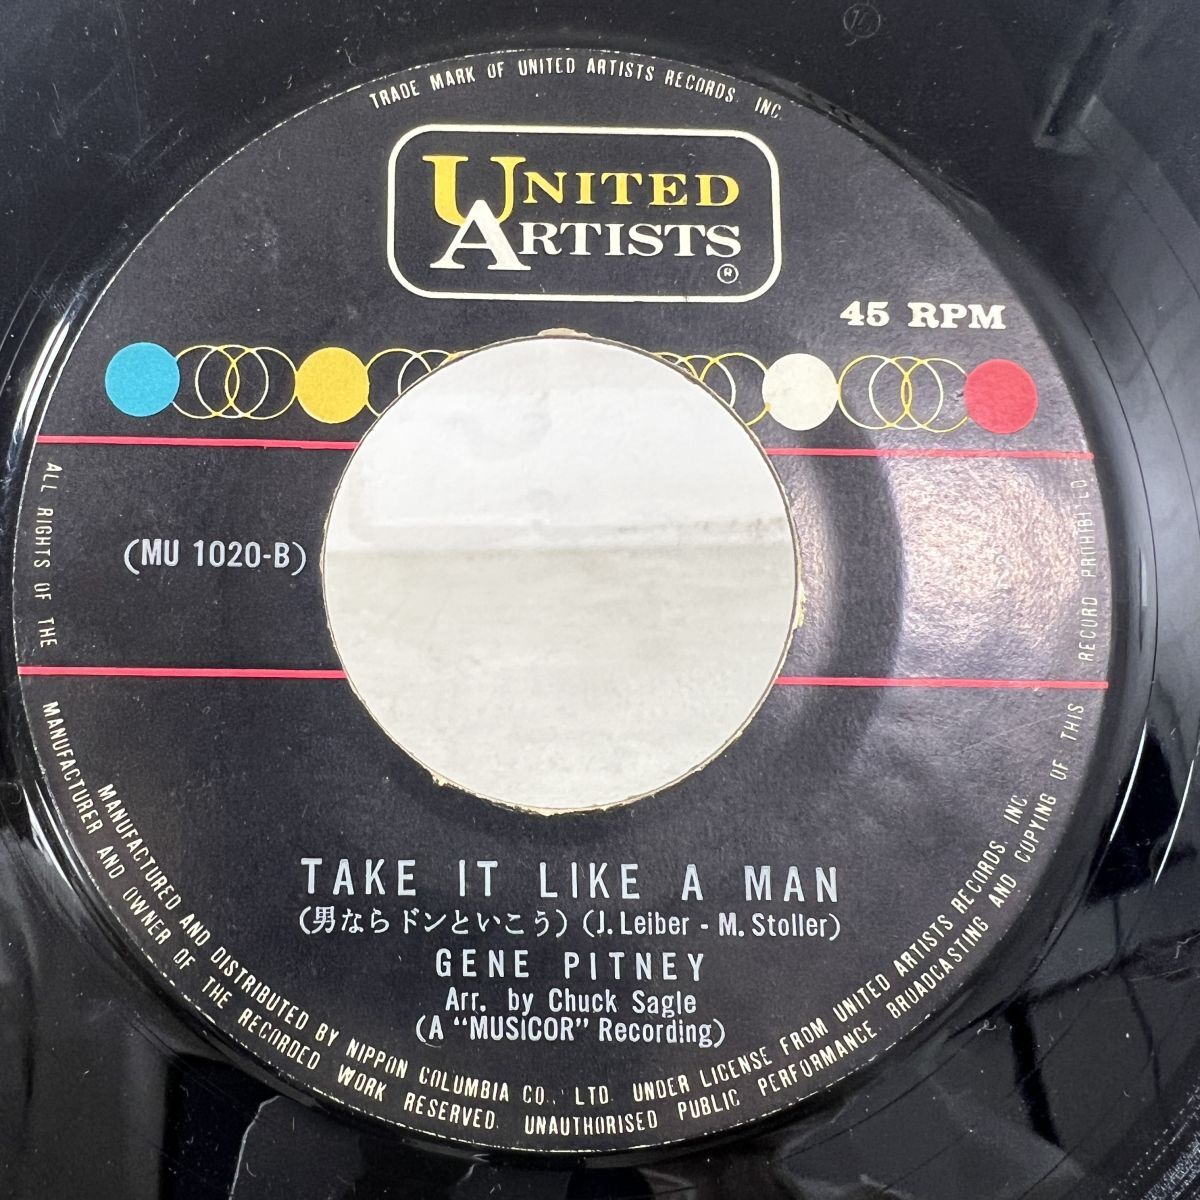 TRADE MARK OF UNITED ARTISTS RECORDS, INC.
UNITED
ARTISTS
®
45 RPM
(MU 1020-B)
TAKE IT LIKE A MAN
(男ならドンといこう) (J. Leiber - M. Stoller)
GENE PITNEY
Arr. by Chuck Sagle
(A "MUSICOR" Recording)
MANUFACTURED AND DISTRIBUTED BY NIPPON COLUMBIA CO., LTD. UNDER LICENSE FROM UNITED ARTISTS RECORDS, INC.
ALL RIGHTS OF THE MANUFACTURER AND OWNER OF THE RECORDED WORK RESERVED. UNAUTHORISED PUBLIC PERFORMANCE, BROADCASTING AND COPYING OF THIS RECORD PROHIBITED.